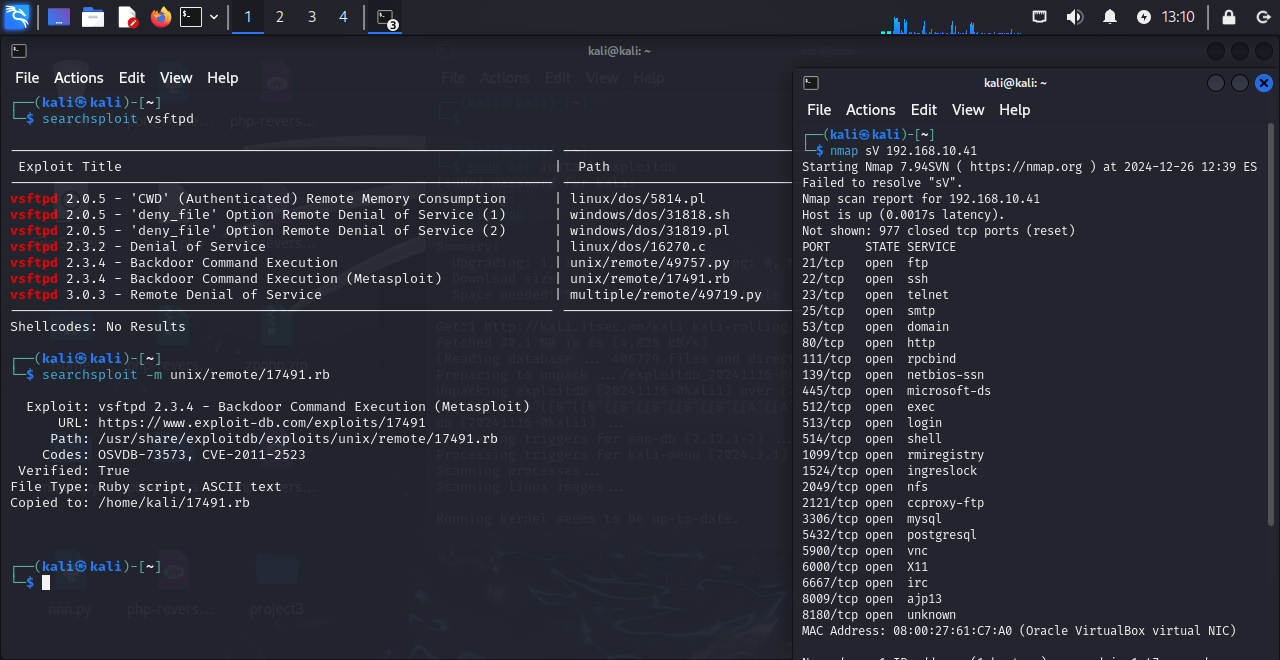 1 2 3 4 3 13:10
kali@kali: ~
File Actions Edit View Help
┌──(kali㉿kali)-[~]
└─$ searchsploit vsftpd
Exploit Title | Path
vsftpd 2.0.5 - 'CWD' (Authenticated) Remote Memory Consumption | linux/dos/5814.pl
vsftpd 2.0.5 - 'deny_file' Option Remote Denial of Service (1) | windows/dos/31818.sh
vsftpd 2.0.5 - 'deny_file' Option Remote Denial of Service (2) | windows/dos/31819.pl
vsftpd 2.3.2 - Denial of Service | linux/dos/16270.c
vsftpd 2.3.4 - Backdoor Command Execution | unix/remote/49757.py
vsftpd 2.3.4 - Backdoor Command Execution (Metasploit) | unix/remote/17491.rb
vsftpd 3.0.3 - Remote Denial of Service | multiple/remote/49719.py
Shellcodes: No Results
┌──(kali㉿kali)-[~]
└─$ searchsploit -m unix/remote/17491.rb
Exploit: vsftpd 2.3.4 - Backdoor Command Execution (Metasploit)
URL: https://www.exploit-db.com/exploits/17491
Path: /usr/share/exploitdb/exploits/unix/remote/17491.rb
Codes: OSVDB-73573, CVE-2011-2523
Verified: True
File Type: Ruby script, ASCII text
Copied to: /home/kali/17491.rb
┌──(kali㉿kali)-[~]
└─$
nnn.py php-revers... project3
kali@kali: ~
File Actions Edit View Help
┌──(kali㉿kali)-[~]
└─$ nmap sV 192.168.10.41
Starting Nmap 7.94SVN ( https://nmap.org ) at 2024-12-26 12:39 ES
Failed to resolve "sV".
Nmap scan report for 192.168.10.41
Host is up (0.0017s latency).
Not shown: 977 closed tcp ports (reset)
PORT STATE SERVICE
21/tcp open ftp
22/tcp open ssh
23/tcp open telnet
25/tcp open smtp
53/tcp open domain
80/tcp open http
111/tcp open rpcbind
139/tcp open netbios-ssn
445/tcp open microsoft-ds
512/tcp open exec
513/tcp open login
514/tcp open shell
1099/tcp open rmiregistry
1524/tcp open ingreslock
2049/tcp open nfs
2121/tcp open ccproxy-ftp
3306/tcp open mysql
5432/tcp open postgresql
5900/tcp open vnc
6000/tcp open X11
6667/tcp open irc
8009/tcp open ajp13
8180/tcp open unknown
MAC Address: 08:00:27:61:C7:A0 (Oracle VirtualBox virtual NIC)